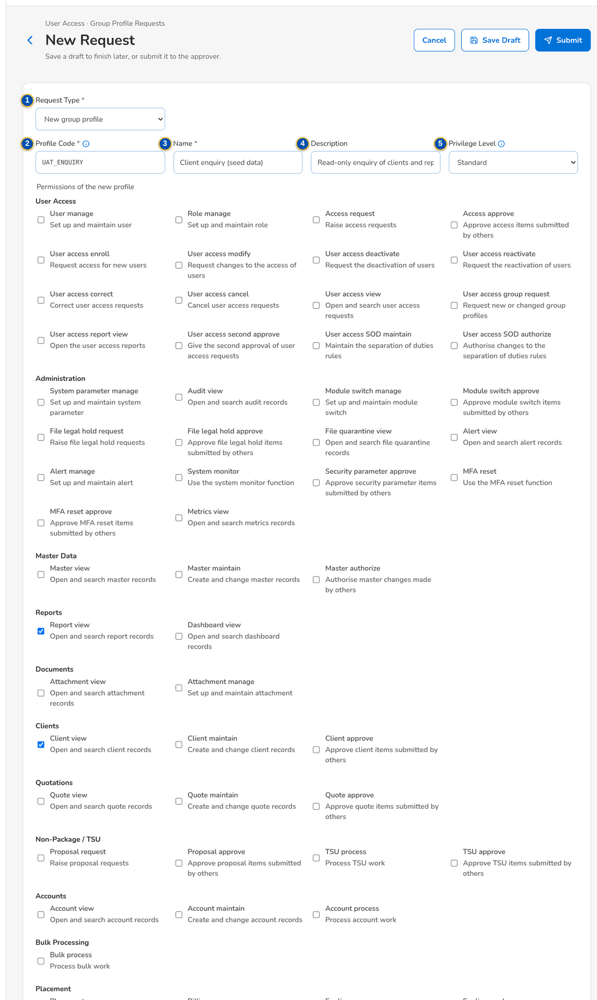 User Access · Group Profile Requests
New Request
Save a draft to finish later, or submit it to the approver.
Cancel
Save Draft
Submit
1 Request Type *
New group profile
2 Profile Code *
3 Name *
4 Description
5 Privilege Level
UAT_ENQUIRY
Client enquiry (seed data)
Read-only enquiry of clients and rep
Standard
Permissions of the new profile
User Access
User manage
Set up and maintain user
Role manage
Set up and maintain role
Access request
Raise access requests
Access approve
Approve access items submitted
by others
User access enroll
Request access for new users
User access modify
Request changes to the access of
users
User access deactivate
Request the deactivation of users
User access reactivate
Request the reactivation of users
User access correct
Correct user access requests
User access cancel
Cancel user access requests
User access view
Open and search user access
requests
User access group request
Request new or changed group
profiles
User access report view
Open the user access reports
User access second approve
Give the second approval of user
access requests
User access SOD maintain
Maintain the separation of duties
rules
User access SOD authorize
Authorise changes to the
separation of duties rules
Administration
System parameter manage
Set up and maintain system
parameter
Audit view
Open and search audit records
Module switch manage
Set up and maintain module
switch
Module switch approve
Approve module switch items
submitted by others
File legal hold request
Raise file legal hold requests
File legal hold approve
Approve file legal hold items
submitted by others
File quarantine view
Open and search file quarantine
records
Alert view
Open and search alert records
Alert manage
Set up and maintain alert
System monitor
Use the system monitor function
Security parameter approve
Approve security parameter items
submitted by others
MFA reset
Use the MFA reset function
MFA reset approve
Approve MFA reset items
submitted by others
Metrics view
Open and search metrics records
Master Data
Master view
Open and search master records
Master maintain
Create and change master records
Master authorize
Authorise master changes made
by others
Reports
Report view
Open and search report records
Dashboard view
Open and search dashboard
records
Documents
Attachment view
Open and search attachment
records
Attachment manage
Set up and maintain attachment
Clients
Client view
Open and search client records
Client maintain
Create and change client records
Client approve
Approve client items submitted by
others
Quotations
Quote view
Open and search quote records
Quote maintain
Create and change quote records
Quote approve
Approve quote items submitted by
others
Non-Package / TSU
Proposal request
Raise proposal requests
Proposal approve
Approve proposal items submitted
by others
TSU process
Process TSU work
TSU approve
Approve TSU items submitted by
others
Accounts
Account view
Open and search account records
Account maintain
Create and change account records
Account process
Process account work
Bulk Processing
Bulk process
Process bulk work
Placement